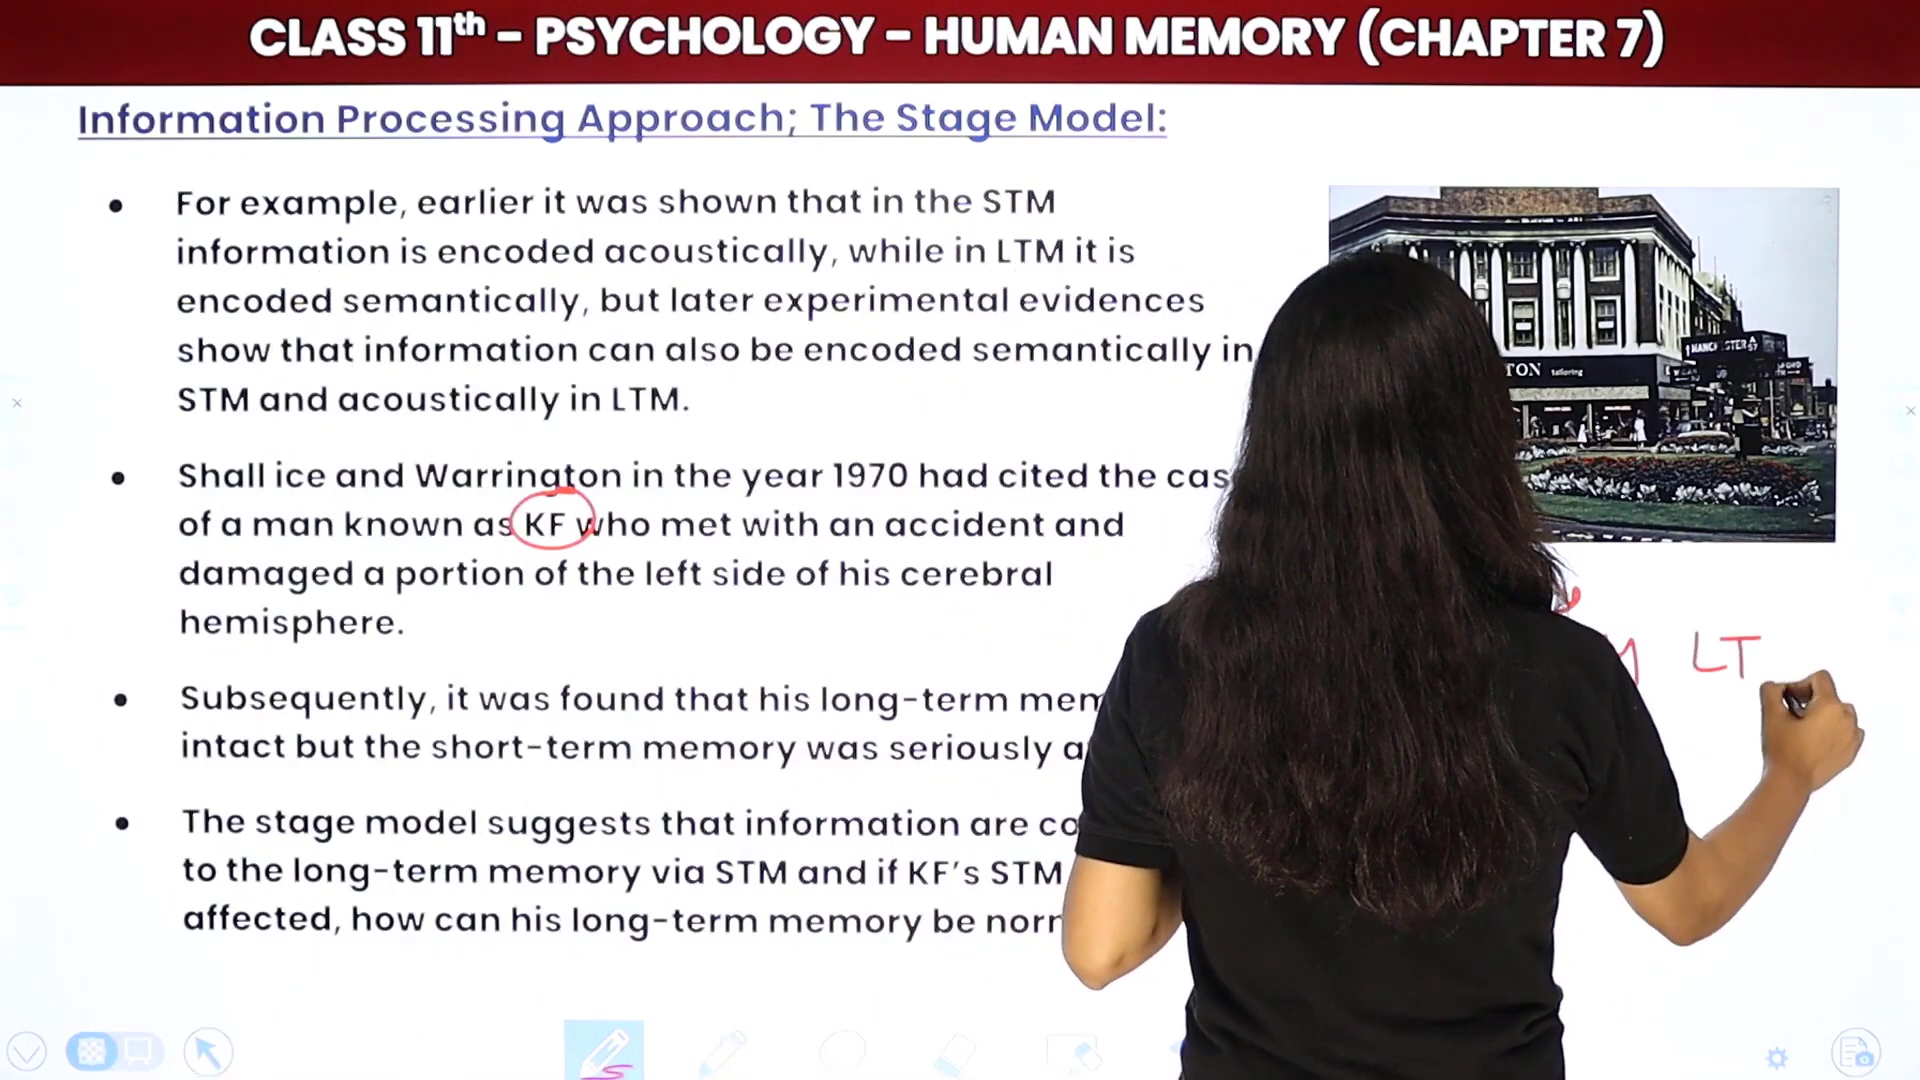 CLASS 11th - PSYCHOLOGY - HUMAN MEMORY (CHAPTER 7)
Information Processing Approach; The Stage Model:
• For example, earlier it was shown that in the STM
information is encoded acoustically, while in LTM it is
encoded semantically, but later experimental evidences
show that information can also be encoded semantically in
STM and acoustically in LTM.
• Shall ice and Warrington in the year 1970 had cited the cas
of a man known as KF who met with an accident and
damaged a portion of the left side of his cerebral
hemisphere.
• Subsequently, it was found that his long-term mem
intact but the short-term memory was seriously a
• The stage model suggests that information are co
to the long-term memory via STM and if KF's STM
affected, how can his long-term memory be norm
TON tailoring
M LT